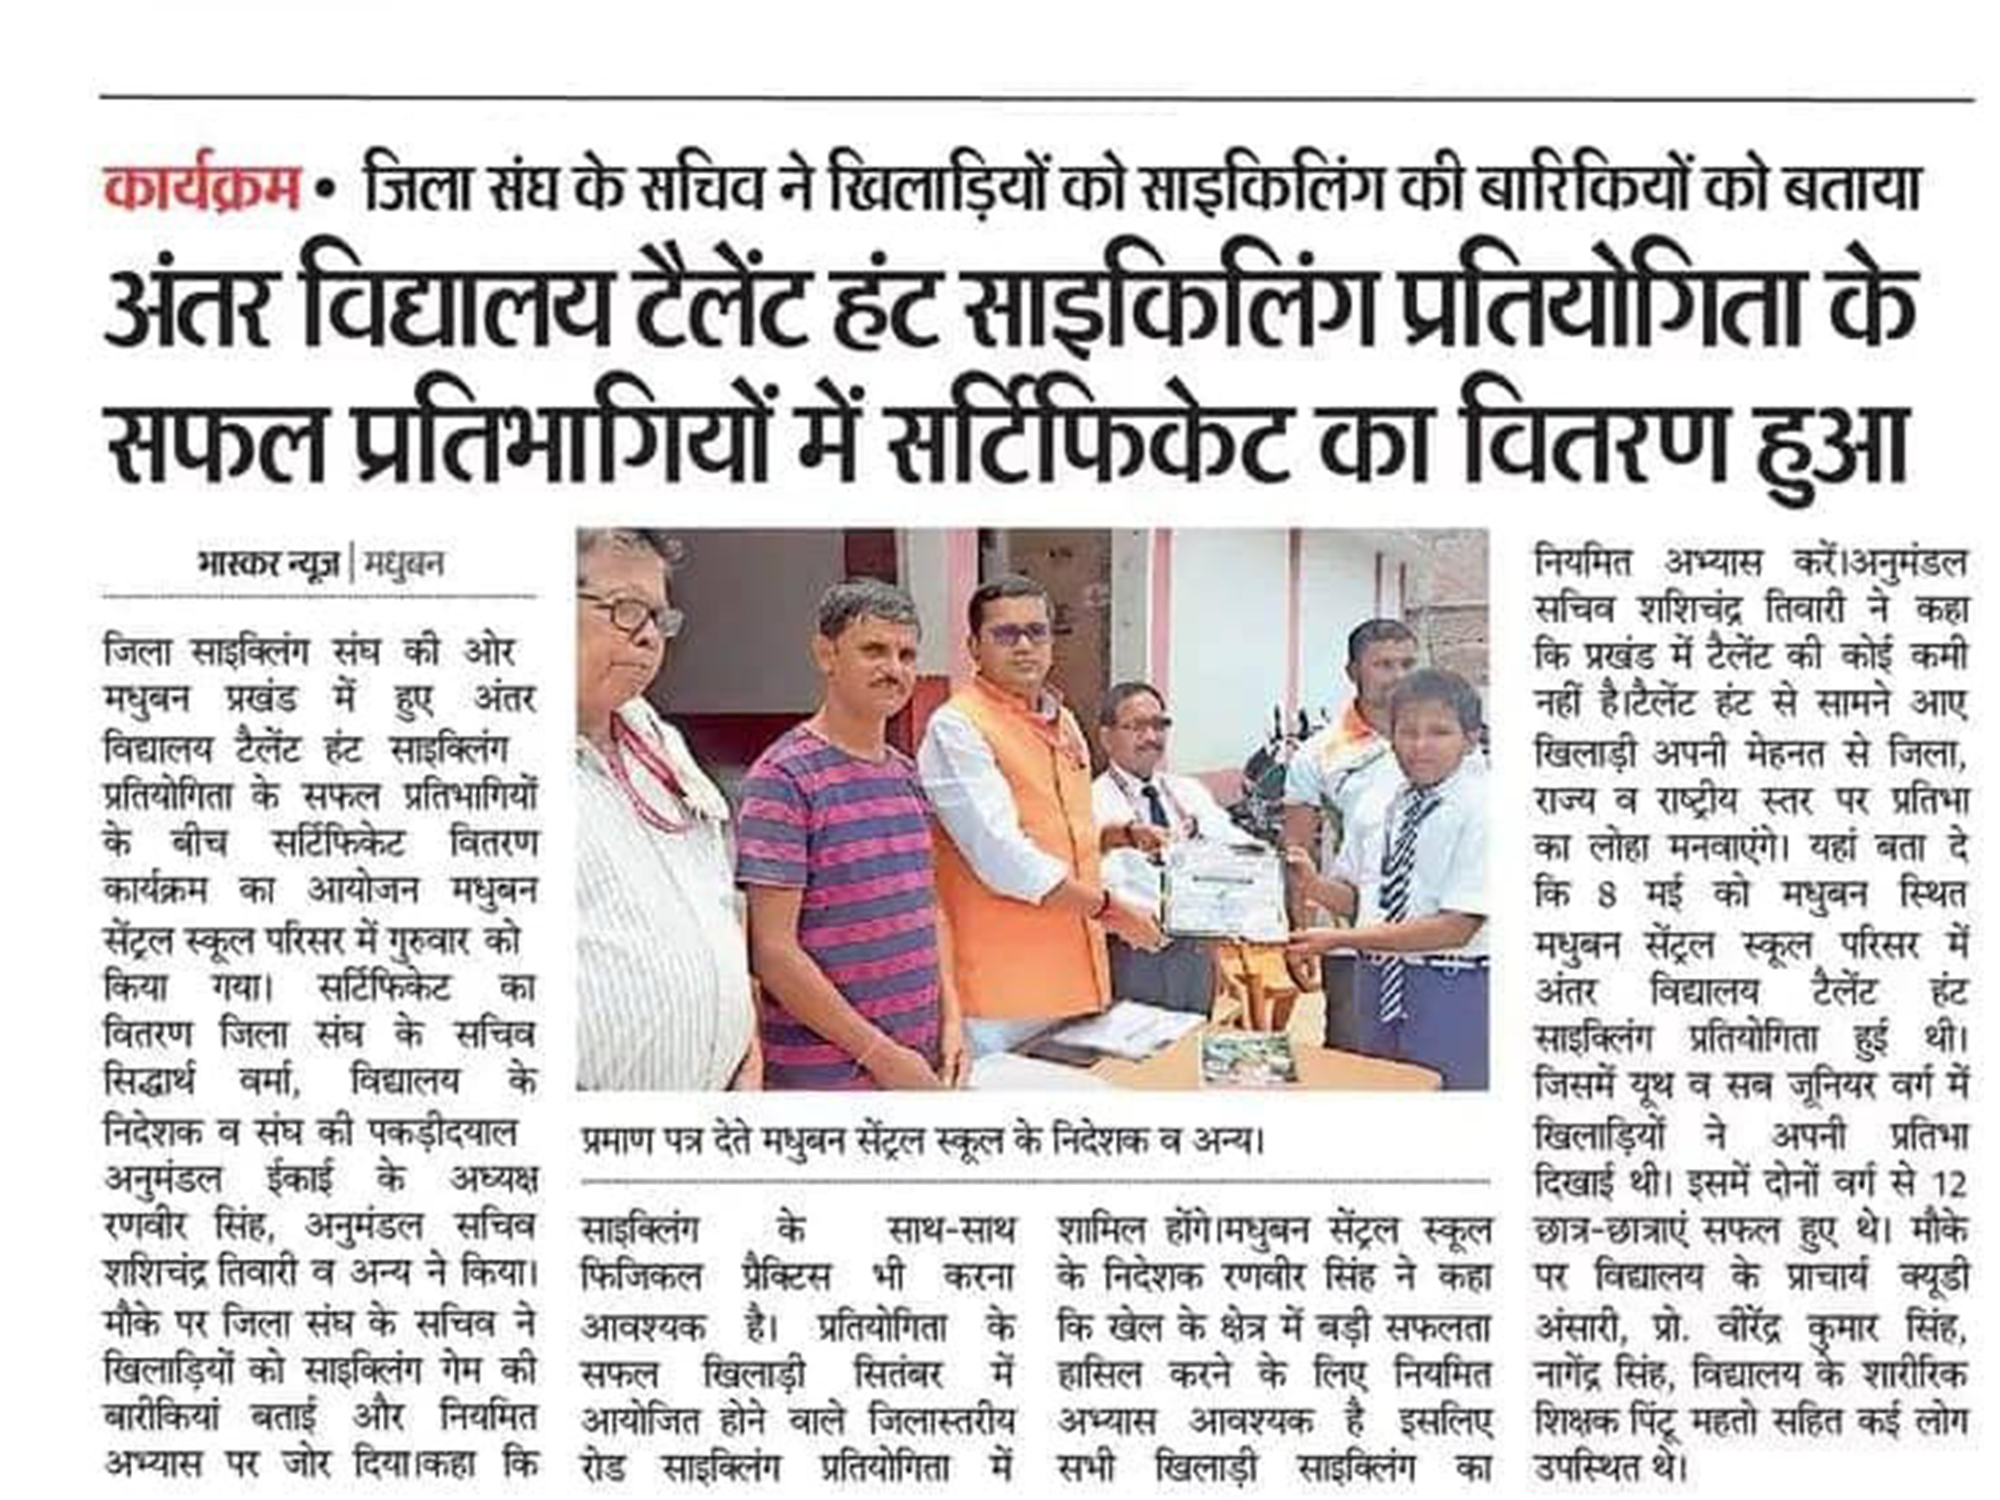 कार्यक्रम • जिला संघ के सचिव ने खिलाड़ियों को साइकिलिंग की बारिकियों को बताया
अंतर विद्यालय टैलेंट हंट साइकिलिंग प्रतियोगिता के
सफल प्रतिभागियों में सर्टिफिकेट का वितरण हुआ
भास्कर न्यूज | मधुबन
जिला साइक्लिंग संघ की ओर
मधुबन प्रखंड में हुए अंतर
विद्यालय टैलेंट हंट साइक्लिंग
प्रतियोगिता के सफल प्रतिभागियों
के बीच सर्टिफिकेट वितरण
कार्यक्रम का आयोजन मधुबन
सेंट्रल स्कूल परिसर में गुरुवार को
किया गया। सर्टिफिकेट का
वितरण जिला संघ के सचिव
सिद्धार्थ वर्मा, विद्यालय के
निदेशक व संघ की पकड़ीदयाल
अनुमंडल ईकाई के अध्यक्ष
रणवीर सिंह, अनुमंडल सचिव
शशिचंद्र तिवारी व अन्य ने किया।
मौके पर जिला संघ के सचिव ने
खिलाड़ियों को साइक्लिंग गेम की
बारीकियां बताई और नियमित
अभ्यास पर जोर दिया।कहा कि
प्रमाण पत्र देते मधुबन सेंट्रल स्कूल के निदेशक व अन्य।
साइक्लिंग के साथ-साथ
फिजिकल प्रैक्टिस भी करना
आवश्यक है। प्रतियोगिता के
सफल खिलाड़ी सितंबर में
आयोजित होने वाले जिलास्तरीय
रोड साइक्लिंग प्रतियोगिता में
शामिल होंगे।मधुबन सेंट्रल स्कूल
के निदेशक रणवीर सिंह ने कहा
कि खेल के क्षेत्र में बड़ी सफलता
हासिल करने के लिए नियमित
अभ्यास आवश्यक है इसलिए
सभी खिलाड़ी साइक्लिंग का
नियमित अभ्यास करें।अनुमंडल
सचिव शशिचंद्र तिवारी ने कहा
कि प्रखंड में टैलेंट की कोई कमी
नहीं है।टैलेंट हंट से सामने आए
खिलाड़ी अपनी मेहनत से जिला,
राज्य व राष्ट्रीय स्तर पर प्रतिभा
का लोहा मनवाएंगे। यहां बता दे
कि 8 मई को मधुबन स्थित
मधुबन सेंट्रल स्कूल परिसर में
अंतर विद्यालय टैलेंट हंट
साइक्लिंग प्रतियोगिता हुई थी।
जिसमें यूथ व सब जूनियर वर्ग में
खिलाड़ियों ने अपनी प्रतिभा
दिखाई थी। इसमें दोनों वर्ग से 12
छात्र-छात्राएं सफल हुए थे। मौके
पर विद्यालय के प्राचार्य क्यूडी
अंसारी, प्रो. वीरेंद्र कुमार सिंह,
नागेंद्र सिंह, विद्यालय के शारीरिक
शिक्षक पिंटू महतो सहित कई लोग
उपस्थित थे।